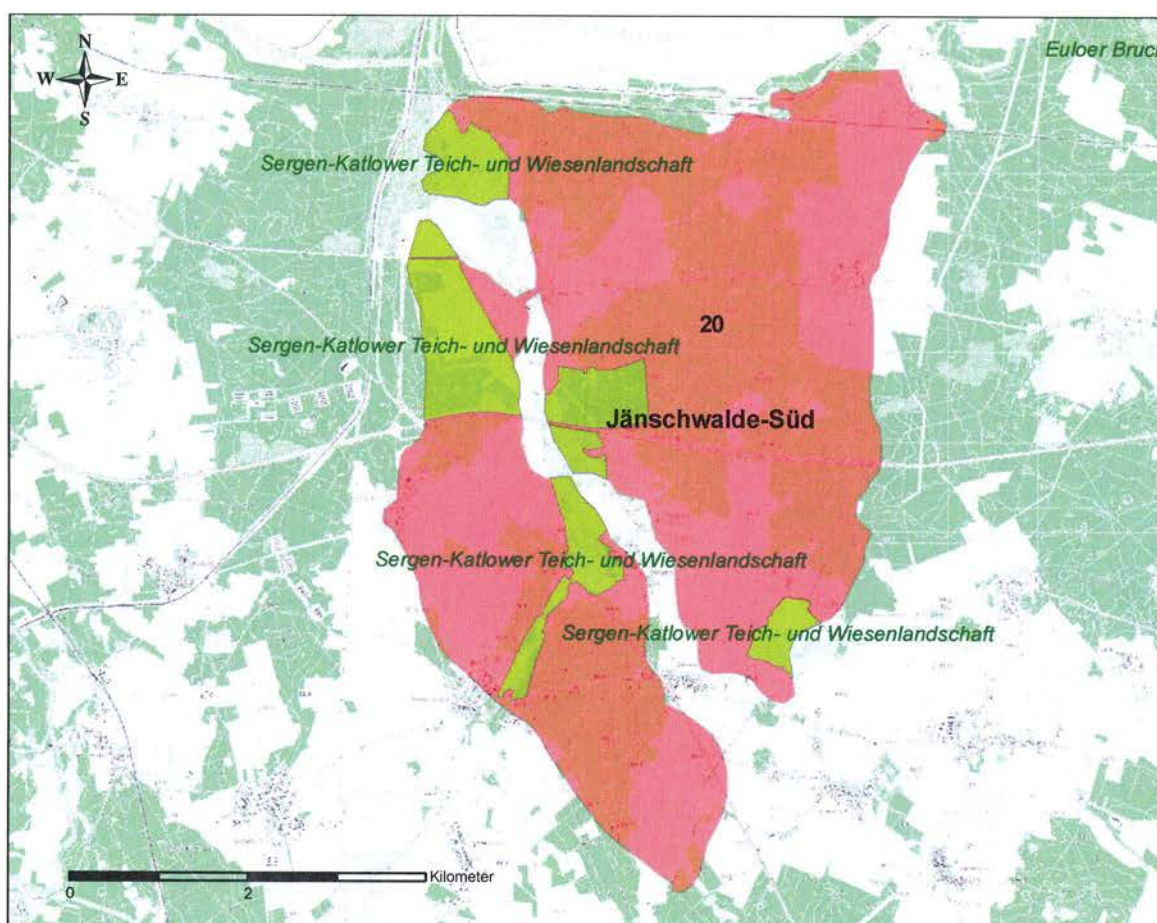 N
W E
S
Euloer Bruch
Sergen-Katlower Teich- und Wiesenlandschaft
20
Sergen-Katlower Teich- und Wiesenlandschaft
Jänschwalde-Süd
Sergen-Katlower Teich- und Wiesenlandschaft
Sergen-Katlower Teich- und Wiesenlandschaft
Kilometer
0 2